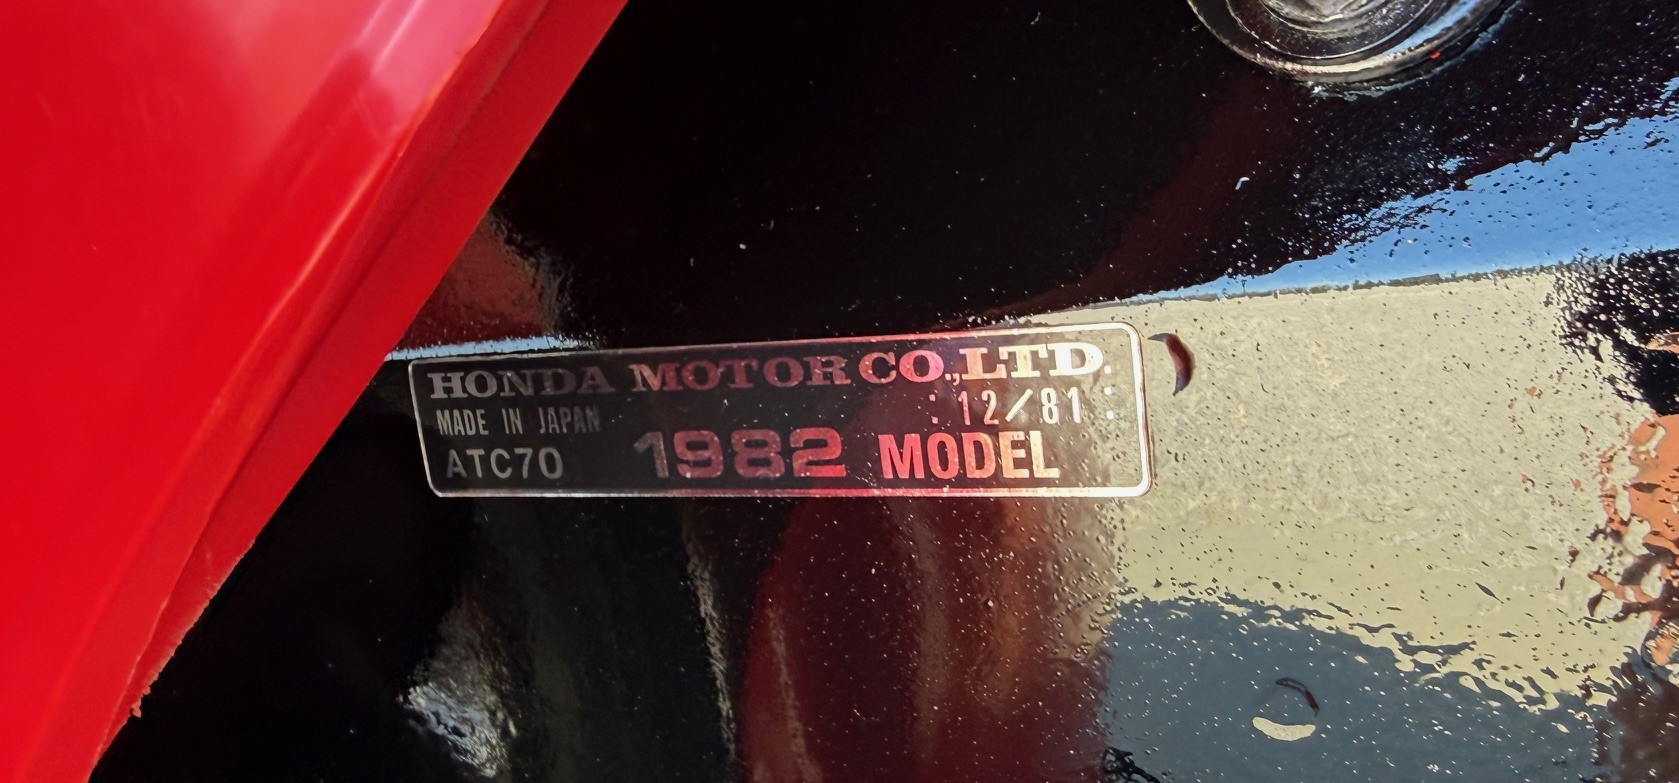 HONDA MOTOR CO.,LTD.
MADE IN JAPAN : 12/81 :
ATC70 1982 MODEL